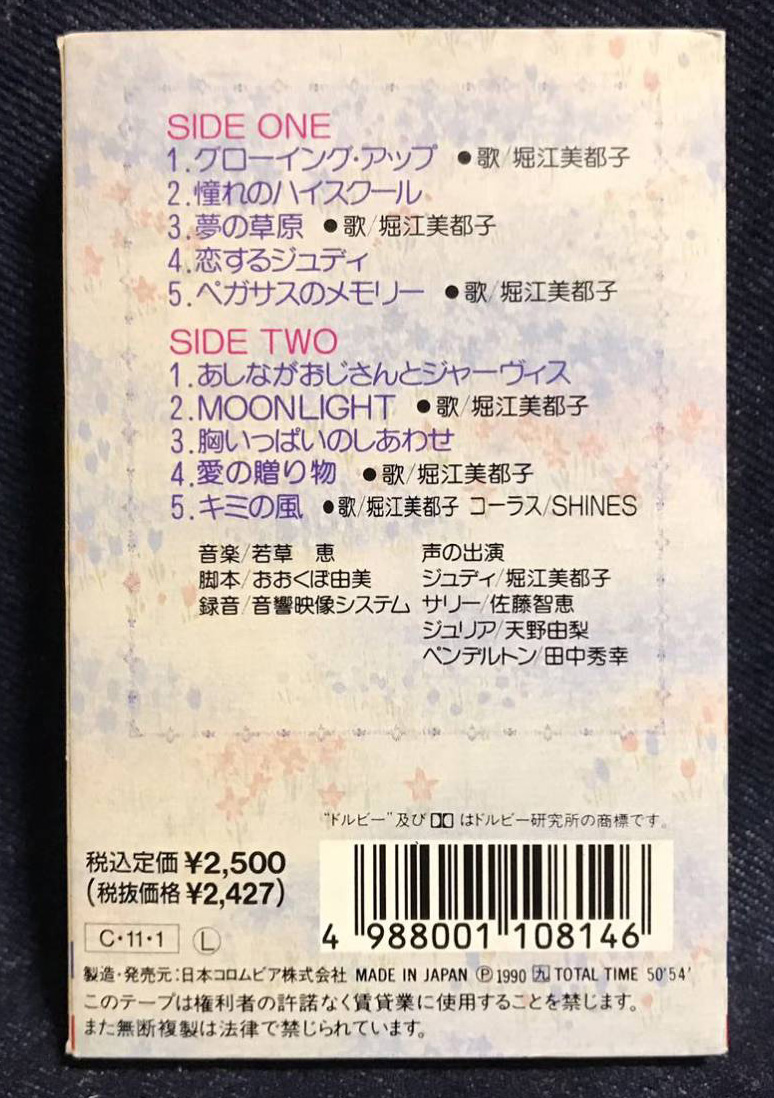 SIDE ONE
1.グローイング・アップ ●歌/堀江美都子
2.憧れのハイスクール
3.夢の草原 ●歌/堀江美都子
4.恋するジュディ
5.ペガサスのメモリー ●歌/堀江美都子
SIDE TWO
1.あしながおじさんとジャーヴィス
2.MOONLIGHT ●歌/堀江美都子
3.胸いっぱいのしあわせ
4.愛の贈り物 ●歌/堀江美都子
5.キミの風 ●歌/堀江美都子 コーラス/SHINES
音楽/若草 恵
脚本/おおくぼ由美
録音/音響映像システム
声の出演
ジュディ/堀江美都子
サリー/佐藤智恵
ジュリア/天野由梨
ペンデルトン/田中秀幸
"ドルビー"及び はドルビー研究所の商標です。
税込定価 ¥2,500
(税抜価格 ¥2,427)
C・11・1 Ⓛ
4 988001 108146
製造・発売元:日本コロムビア株式会社 MADE IN JAPAN Ⓟ1990 九 TOTAL TIME 50'54'
このテープは権利者の許諾なく賃貸業に使用することを禁じます。
また無断複製は法律で禁じられています。